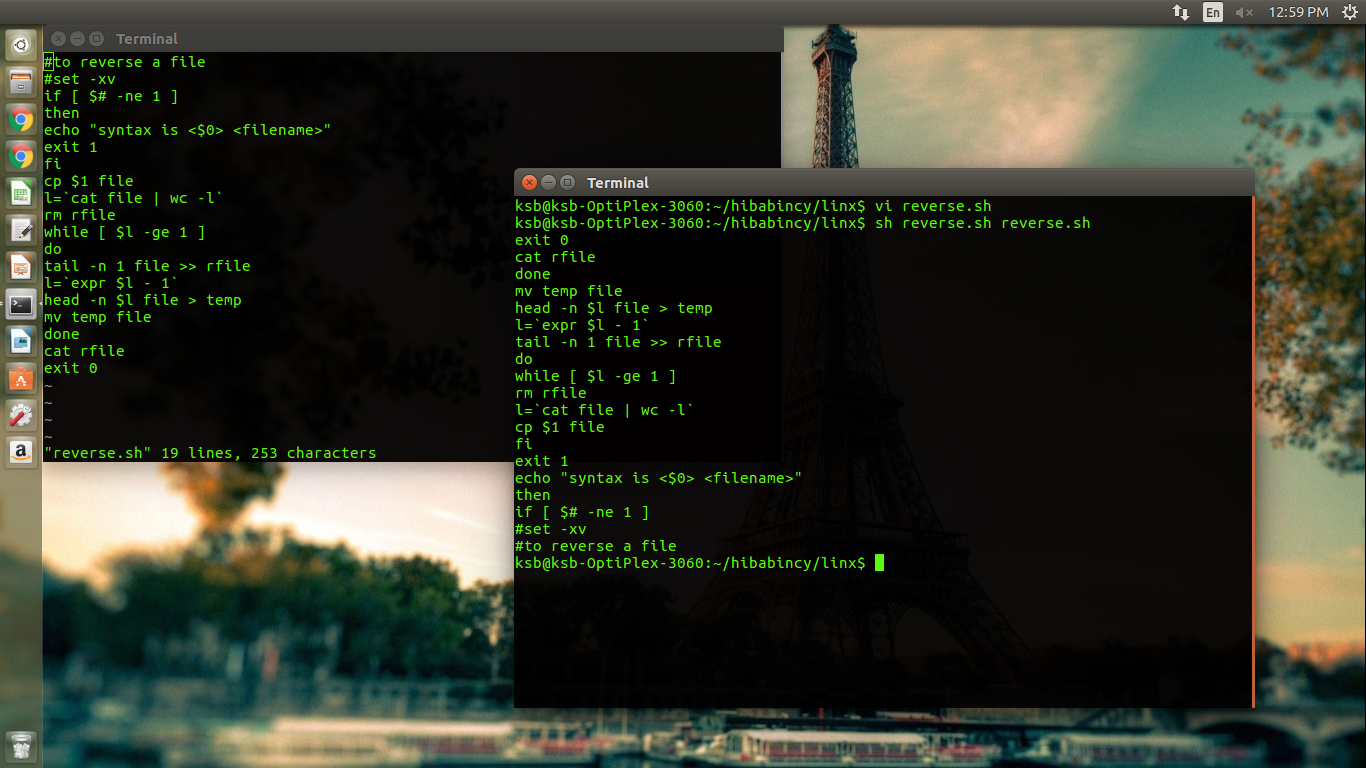 En
12:59 PM
Terminal
#to reverse a file
#set -xv
if [ $# -ne 1 ]
then
echo "syntax is <$0> <filename>"
exit 1
fi
cp $1 file
l=`cat file | wc -l`
rm rfile
while [ $l -ge 1 ]
do
tail -n 1 file >> rfile
l=`expr $l - 1`
head -n $l file > temp
mv temp file
done
cat rfile
exit 0
~
~
~
~
"reverse.sh" 19 lines, 253 characters
Terminal
ksb@ksb-OptiPlex-3060:~/hibabincy/linx$ vi reverse.sh
ksb@ksb-OptiPlex-3060:~/hibabincy/linx$ sh reverse.sh reverse.sh
exit 0
cat rfile
done
mv temp file
head -n $l file > temp
l=`expr $l - 1`
tail -n 1 file >> rfile
do
while [ $l -ge 1 ]
rm rfile
l=`cat file | wc -l`
cp $1 file
fi
exit 1
echo "syntax is <$0> <filename>"
then
if [ $# -ne 1 ]
#set -xv
#to reverse a file
ksb@ksb-OptiPlex-3060:~/hibabincy/linx$
a